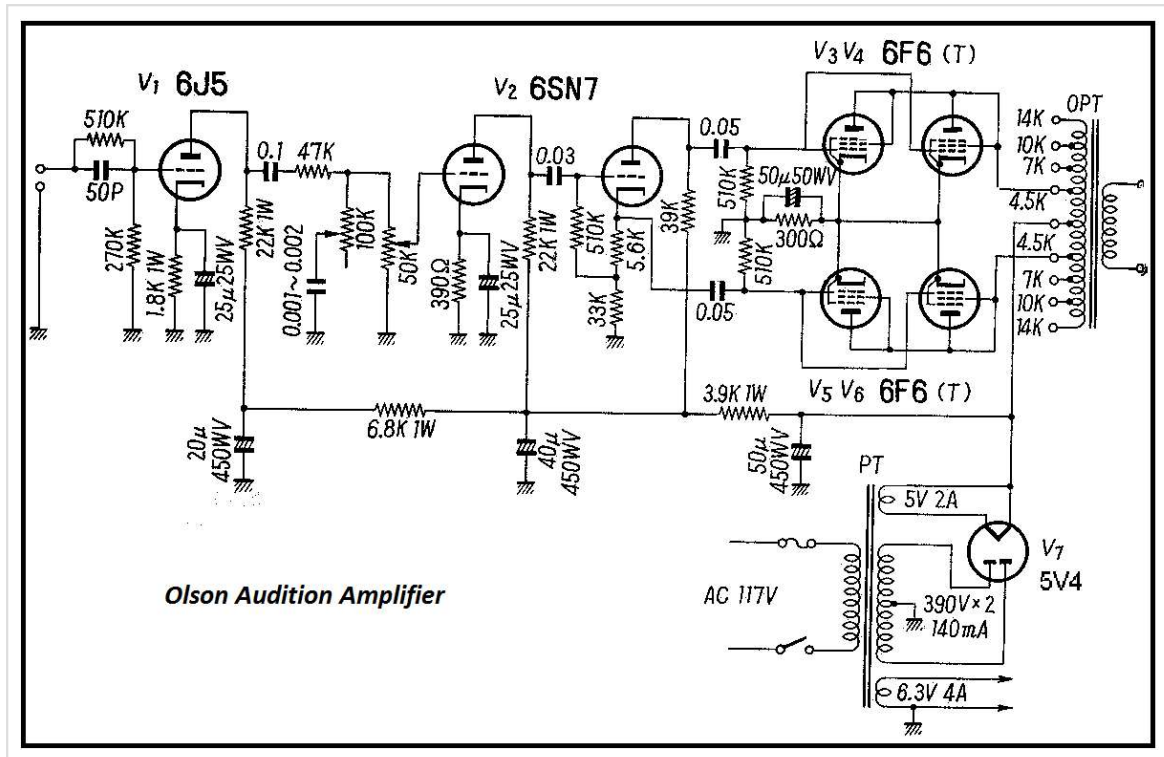 V1 6J5
V2 6SN7
V3 V4 6F6 (T)
OPT
510K
50P
270K
1.8K 1W
25μ25WV
22K 1W
0.1
47K
0.001~0.002
100K
50K
390Ω
25μ25WV
22K 1W
0.03
510K
5.6K
33K
39K
0.05
0.05
510K
50μ50WV
300Ω
510K
14K
10K
7K
4.5K
4.5K
7K
10K
14K
V5 V6 6F6 (T)
20μ
450WV
6.8K 1W
40μ
450WV
3.9K 1W
50μ
450WV
PT
5V 2A
V7
5V4
AC 117V
390V×2
140mA
6.3V 4A
Olson Audition Amplifier